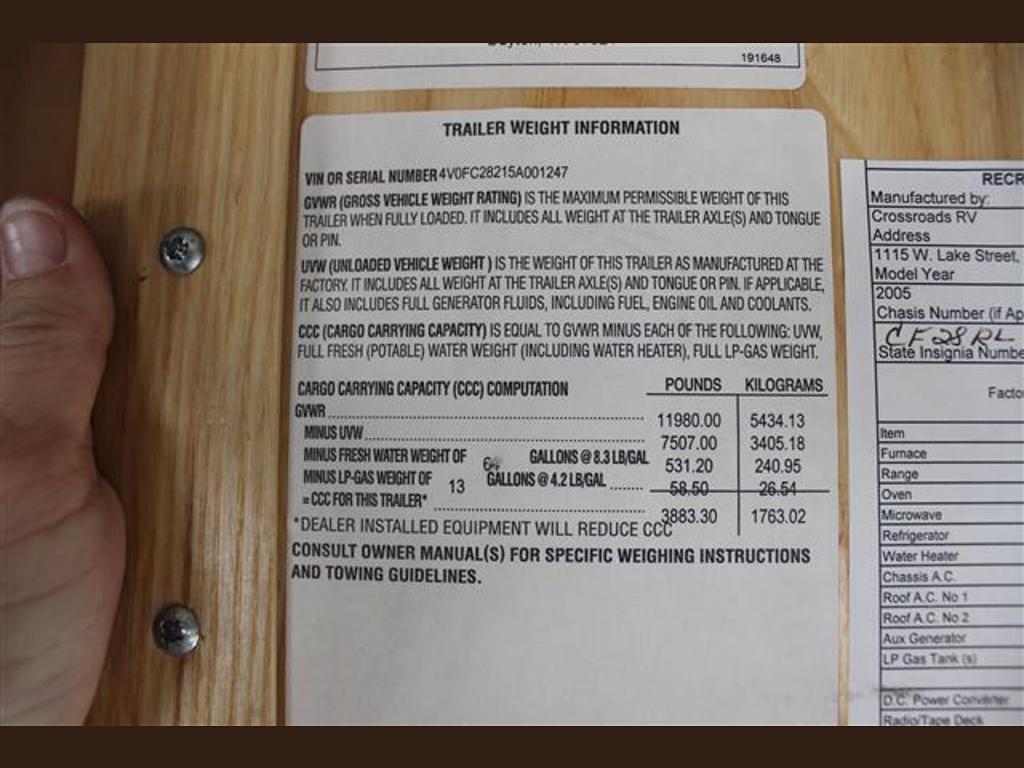 191648
TRAILER WEIGHT INFORMATION
VIN OR SERIAL NUMBER 4V0FC28215A001247
GVWR (GROSS VEHICLE WEIGHT RATING) IS THE MAXIMUM PERMISSIBLE WEIGHT OF THIS
TRAILER WHEN FULLY LOADED. IT INCLUDES ALL WEIGHT AT THE TRAILER AXLE(S) AND TONGUE
OR PIN.
UVW (UNLOADED VEHICLE WEIGHT ) IS THE WEIGHT OF THIS TRAILER AS MANUFACTURED AT THE
FACTORY. IT INCLUDES ALL WEIGHT AT THE TRAILER AXLE(S) AND TONGUE OR PIN. IF APPLICABLE,
IT ALSO INCLUDES FULL GENERATOR FLUIDS, INCLUDING FUEL, ENGINE OIL AND COOLANTS.
CCC (CARGO CARRYING CAPACITY) IS EQUAL TO GVWR MINUS EACH OF THE FOLLOWING: UVW,
FULL FRESH (POTABLE) WATER WEIGHT (INCLUDING WATER HEATER), FULL LP-GAS WEIGHT.
CARGO CARRYING CAPACITY (CCC) COMPUTATION POUNDS KILOGRAMS
GVWR 11980.00 5434.13
MINUS UVW 7507.00 3405.18
MINUS FRESH WATER WEIGHT OF 64 GALLONS @ 8.3 LB/GAL 531.20 240.95
MINUS LP-GAS WEIGHT OF 13 GALLONS @ 4.2 LB/GAL 58.50 26.54
= CCC FOR THIS TRAILER* 3883.30 1763.02
*DEALER INSTALLED EQUIPMENT WILL REDUCE CCC
CONSULT OWNER MANUAL(S) FOR SPECIFIC WEIGHING INSTRUCTIONS
AND TOWING GUIDELINES.
RECR
Manufactured by:
Crossroads RV
Address
1115 W. Lake Street,
Model Year
2005
Chasis Number (if Ap
CF28RL
State Insignia Numbe
Facto
Item
Furnace
Range
Oven
Microwave
Refrigerator
Water Heater
Chassis A.C.
Roof A.C. No 1
Roof A.C. No 2
Aux Generator
LP Gas Tank (s)
D.C. Power Converter
Radio/Tape Deck